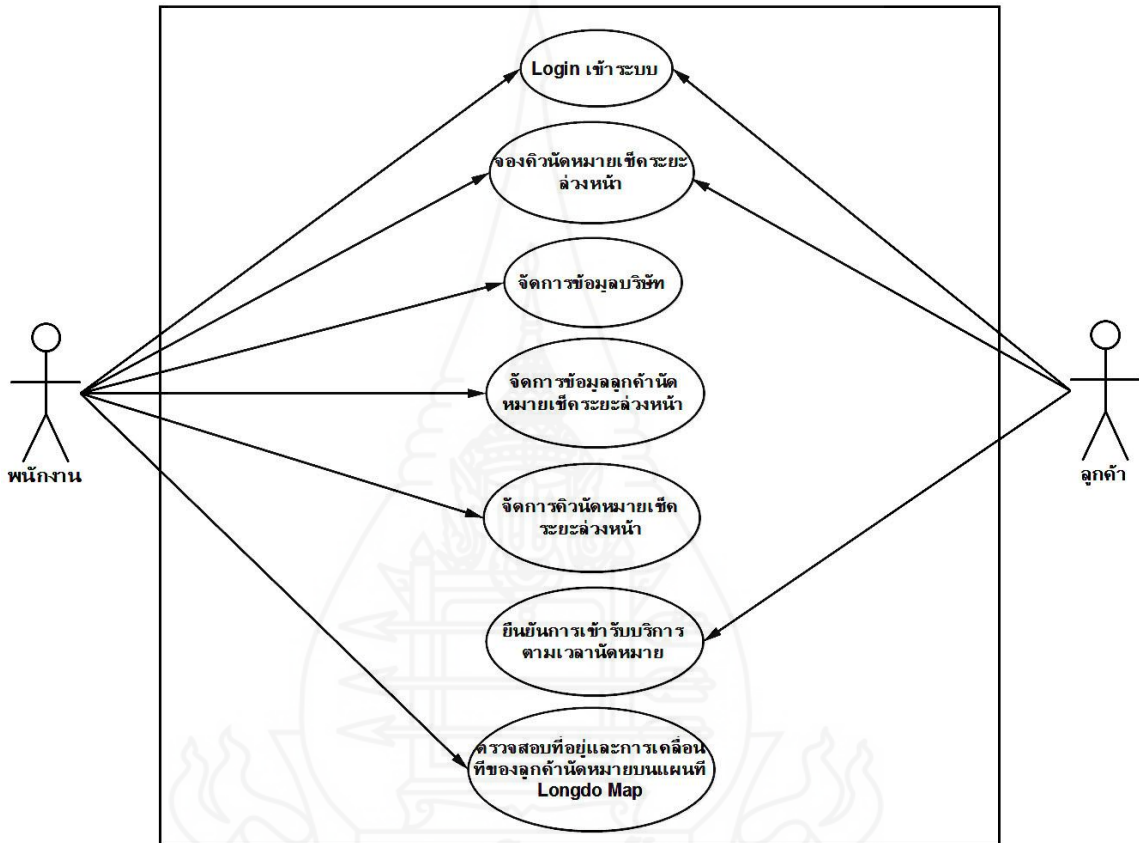 Login เข้าระบบ
จองคิวนัดหมายเช็คระยะ
ล่วงหน้า
จัดการข้อมูลบริษัท
จัดการข้อมูลลูกค้านัด
หมายเช็คระยะล่วงหน้า
พนักงาน
ลูกค้า
จัดการคิวนัดหมายเช็ค
ระยะล่วงหน้า
ยืนยันการเข้ารับบริการ
ตามเวลานัดหมาย
ตรวจสอบที่อยู่และการเคลื่อน
ที่ของลูกค้านัดหมายบนแผนที่
Longdo Map